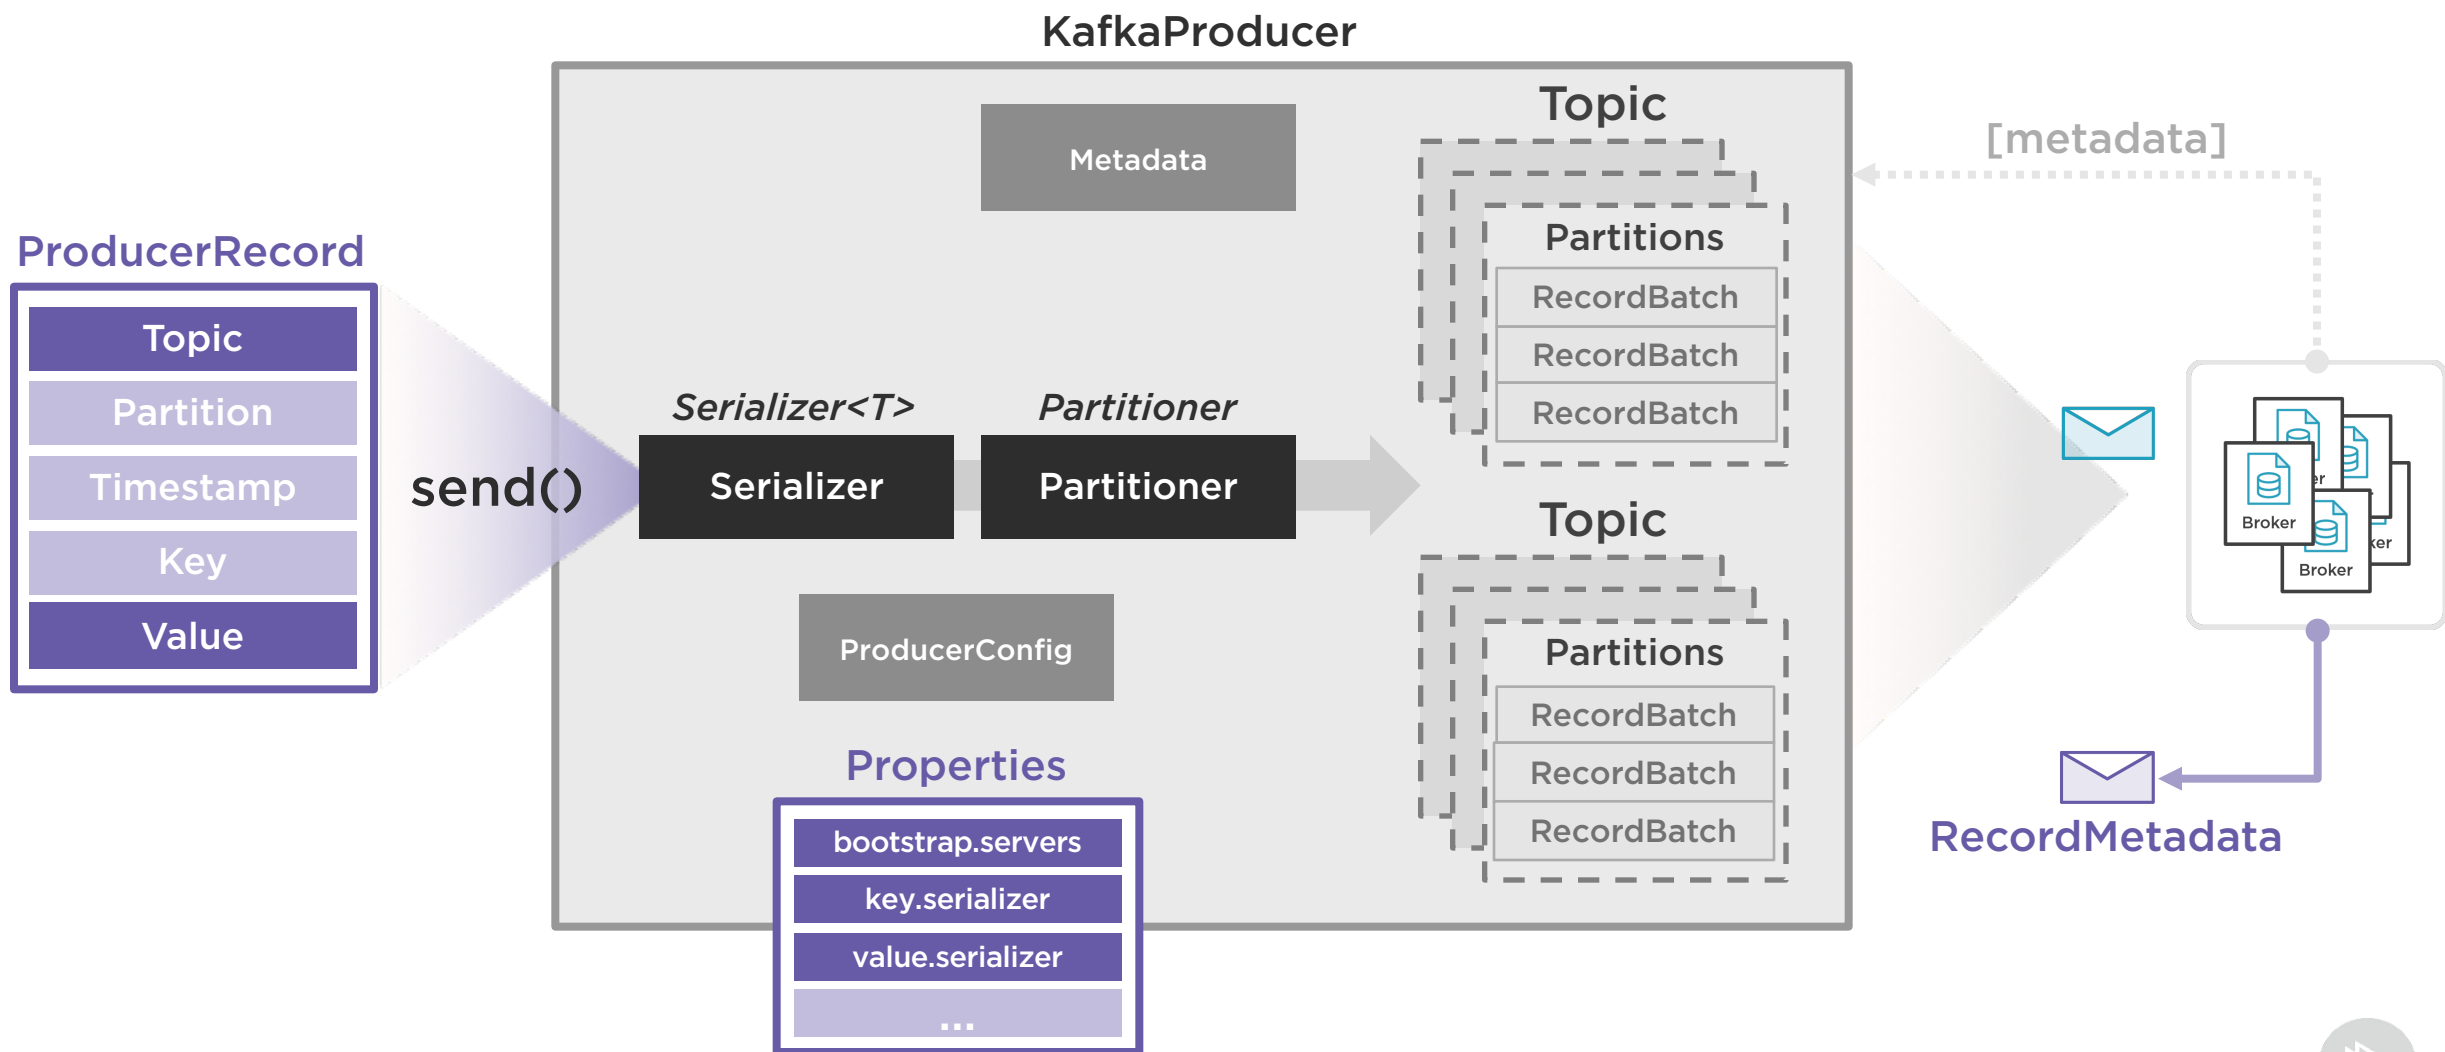 KafkaProducer
ProducerRecord
Topic
Partition
Timestamp
Key
Value
send()
Metadata
Serializer<T>
Serializer
Partitioner
Partitioner
ProducerConfig
Properties
bootstrap.servers
key.serializer
value.serializer
...
Topic
Partitions
RecordBatch
RecordBatch
RecordBatch
Topic
Partitions
RecordBatch
RecordBatch
RecordBatch
[metadata]
Broker
Broker
RecordMetadata